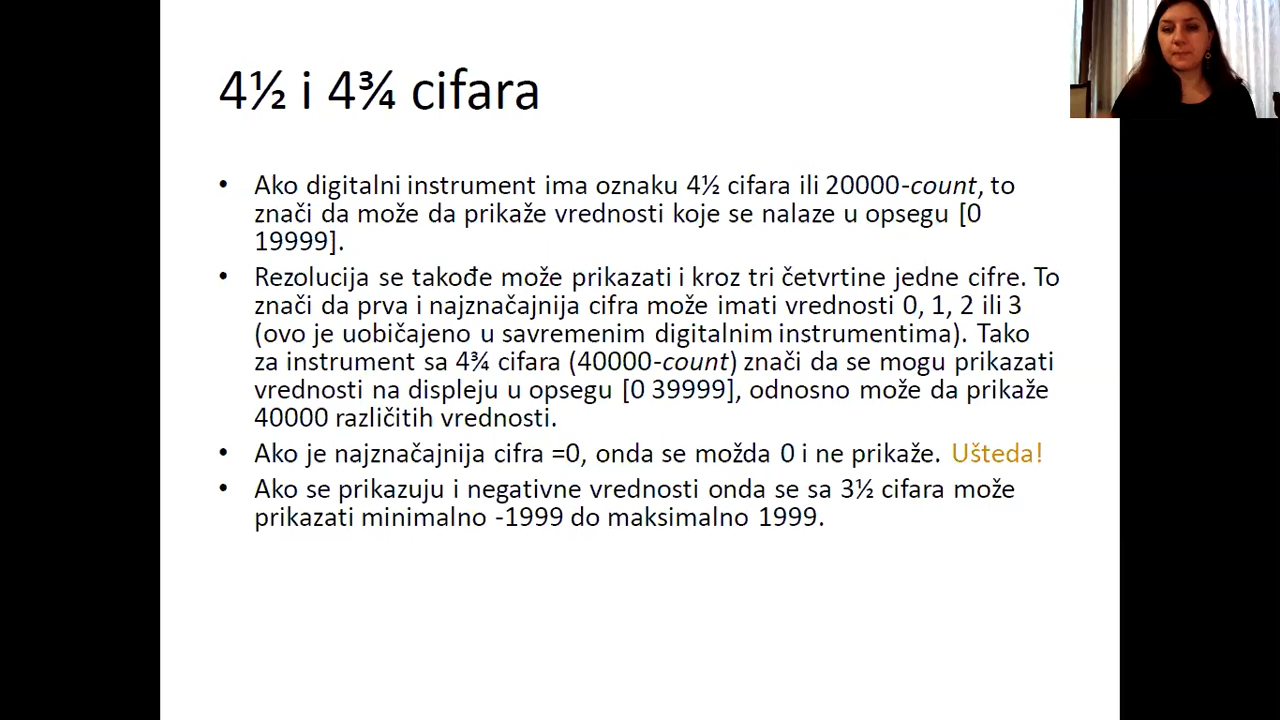 4½ i 4¾ cifara
• Ako digitalni instrument ima oznaku 4½ cifara ili 20000-count, to
znači da može da prikaže vrednosti koje se nalaze u opsegu [0
19999].
• Rezolucija se takođe može prikazati i kroz tri četvrtine jedne cifre. To
znači da prva i najznačajnija cifra može imati vrednosti 0, 1, 2 ili 3
(ovo je uobičajeno u savremenim digitalnim instrumentima). Tako
za instrument sa 4¾ cifara (40000-count) znači da se mogu prikazati
vrednosti na displeju u opsegu [0 39999], odnosno može da prikaže
40000 različitih vrednosti.
• Ako je najznačajnija cifra =0, onda se možda 0 i ne prikaže. Ušteda!
• Ako se prikazuju i negativne vrednosti onda se sa 3½ cifara može
prikazati minimalno -1999 do maksimalno 1999.